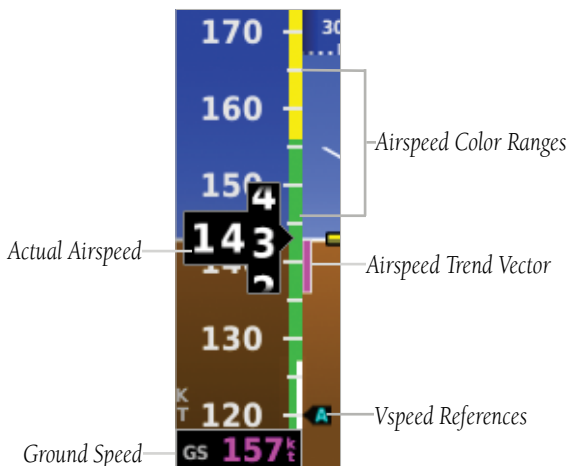 170
30
160
Airspeed Color Ranges
150
4
143
2
Actual Airspeed
Airspeed Trend Vector
130
K
T
120
A
Vspeed References
Ground Speed
GS 157kt